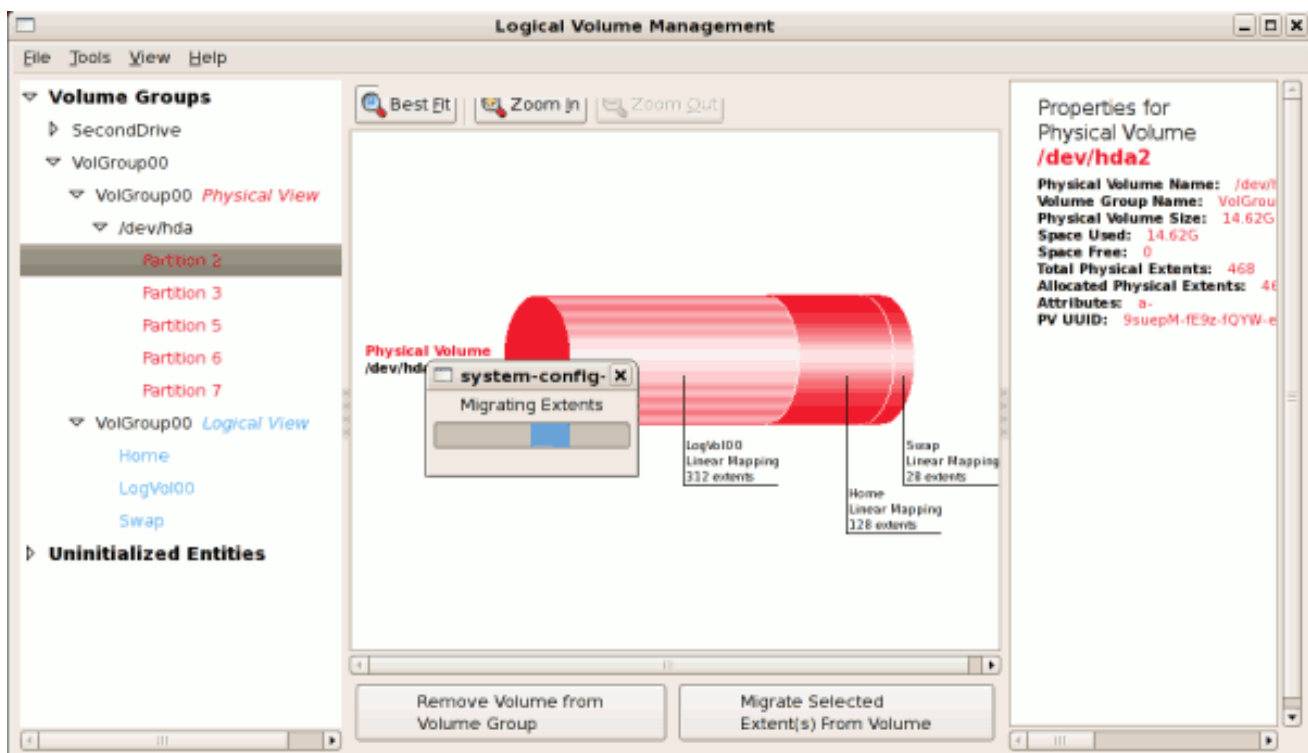 Logical Volume Management
File Tools View Help
Volume Groups
SecondDrive
VolGroup00
VolGroup00 Physical View
/dev/hda
Partition 2
Partition 3
Partition 5
Partition 6
Partition 7
VolGroup00 Logical View
Home
LogVol00
Swap
Uninitialized Entities
Best Fit Zoom In Zoom Out
Physical Volume
/dev/hda
system-config-
Migrating Extents
LogVol00
Linear Mapping
312 extents
Home
Linear Mapping
128 extents
Swap
Linear Mapping
28 extents
Remove Volume from
Volume Group
Migrate Selected
Extent(s) From Volume
Properties for
Physical Volume
/dev/hda2
Physical Volume Name: /dev/h
Volume Group Name: VolGrou
Physical Volume Size: 14.62G
Space Used: 14.62G
Space Free: 0
Total Physical Extents: 468
Allocated Physical Extents: 46
Attributes: a-
PV UUID: 9suepM-fE9z-fQYW-e